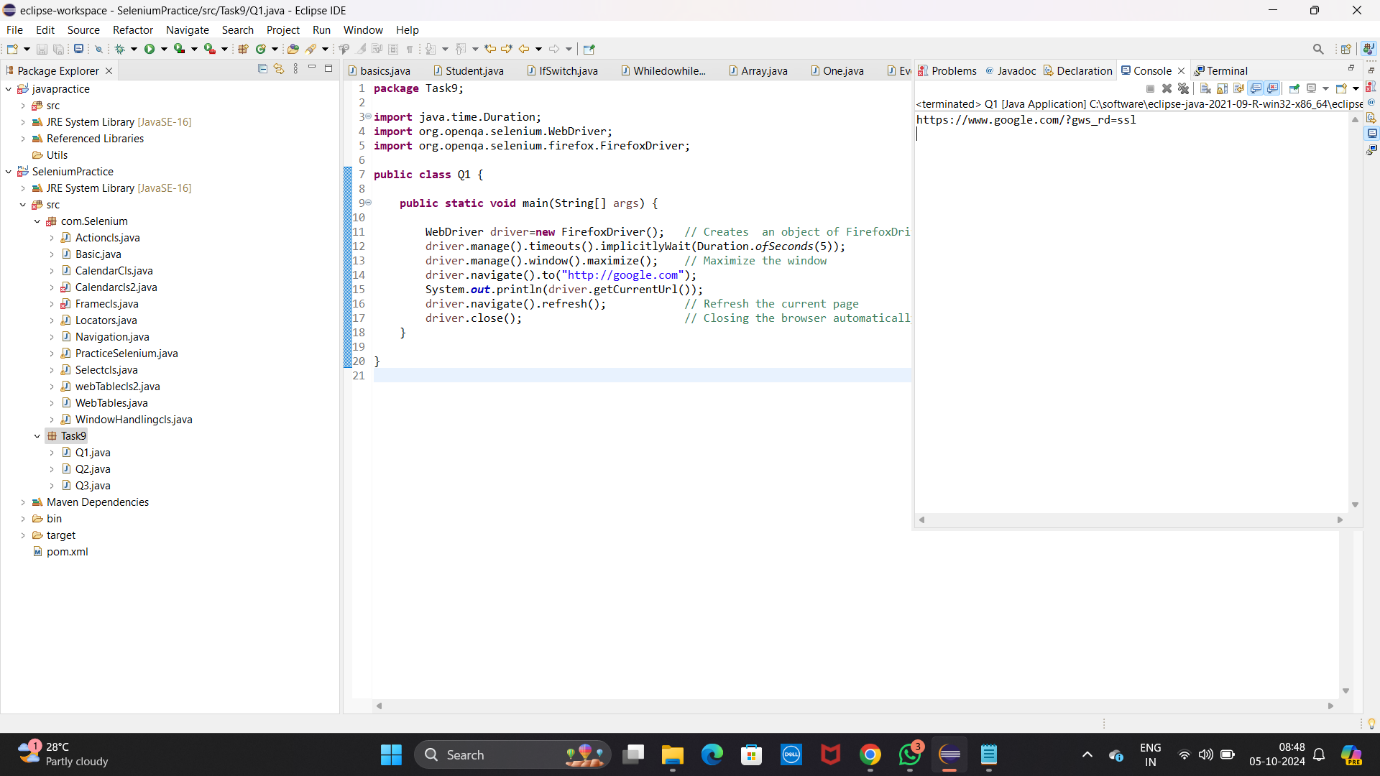 eclipse-workspace - SeleniumPractice/src/Task9/Q1.java - Eclipse IDE
File Edit Source Refactor Navigate Search Project Run Window Help
Package Explorer
javapractice
src
JRE System Library [JavaSE-16]
Referenced Libraries
Utils
SeleniumPractice
JRE System Library [JavaSE-16]
src
com.Selenium
Actioncls.java
Basic.java
CalendarCls.java
Calendarcls2.java
Framecls.java
Locators.java
Navigation.java
PracticeSelenium.java
Selectcls.java
webTablecls2.java
WebTables.java
WindowHandlingcls.java
Task9
Q1.java
Q2.java
Q3.java
Maven Dependencies
bin
target
pom.xml
basics.java Student.java IfSwitch.java Whiledowhile... Array.java One.java Ev
1 package Task9;
2
3 import java.time.Duration;
4 import org.openqa.selenium.WebDriver;
5 import org.openqa.selenium.firefox.FirefoxDriver;
6
7 public class Q1 {
8
9 public static void main(String[] args) {
10
11 WebDriver driver=new FirefoxDriver(); // Creates  an object of FirefoxDri
12 driver.manage().timeouts().implicitlyWait(Duration.ofSeconds(5));
13 driver.manage().window().maximize(); // Maximize the window
14 driver.navigate().to("http://google.com");
15 System.out.println(driver.getCurrentUrl());
16 driver.navigate().refresh(); // Refresh the current page
17 driver.close(); // Closing the browser automaticall
18 }
19
20 }
21
Problems Javadoc Declaration Console Terminal
<terminated> Q1 [Java Application] C:\software\eclipse-java-2021-09-R-win32-x86_64\eclipse
https://www.google.com/?gws_rd=ssl
1
28°C
Partly cloudy
Search
DELL
3
ENG
IN
08:48
05-10-2024
PRE